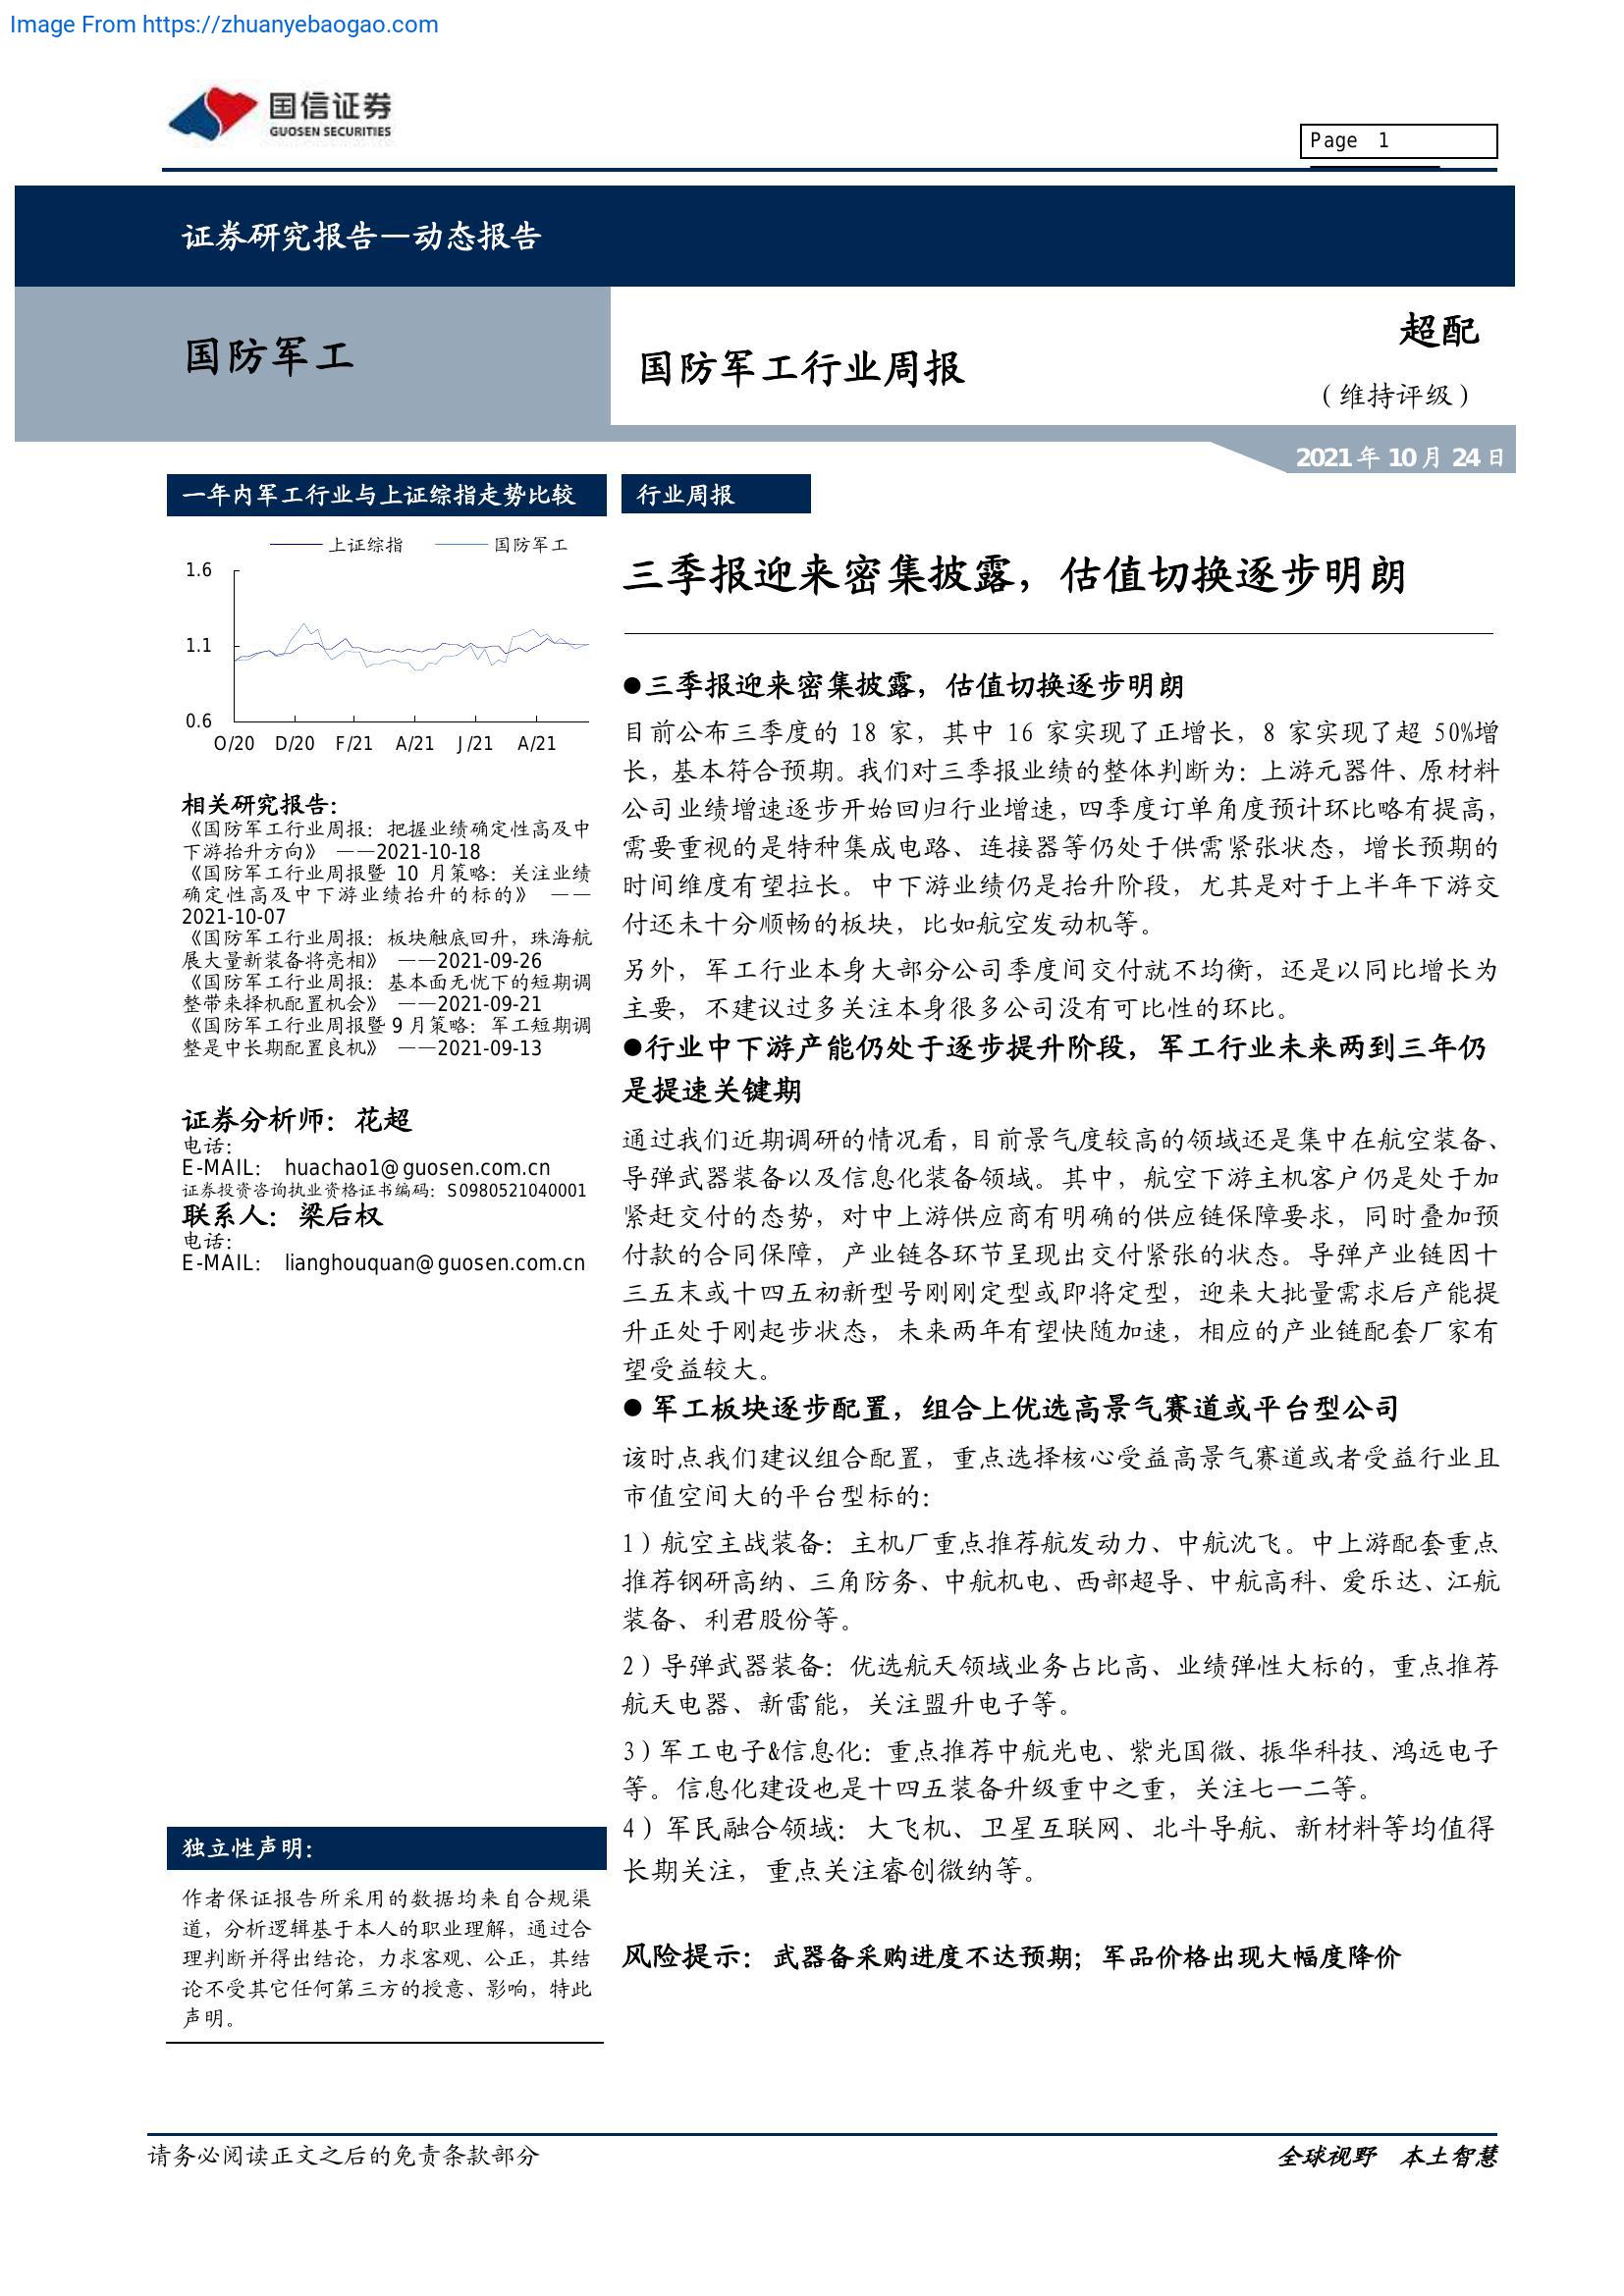 Image From https://zhuanyebaogao.com
国信证券
GUOSEN SECURITIES
Page 1
证券研究报告—动态报告
国防军工
国防军工行业周报
超配
（维持评级）
2021 年 10 月 24 日
一年内军工行业与上证综指走势比较
上证综指 国防军工
1.6
1.1
0.6
O/20 D/20 F/21 A/21 J/21 A/21
相关研究报告：
《国防军工行业周报：把握业绩确定性高及中
下游抬升方向》 ——2021-10-18
《国防军工行业周报暨 10 月策略：关注业绩
确定性高及中下游业绩抬升的标的》 ——
2021-10-07
《国防军工行业周报：板块触底回升，珠海航
展大量新装备将亮相》 ——2021-09-26
《国防军工行业周报：基本面无忧下的短期调
整带来择机配置机会》 ——2021-09-21
《国防军工行业周报暨 9 月策略：军工短期调
整是中长期配置良机》 ——2021-09-13
证券分析师：花超
电话：
E-MAIL: huachao1@guosen.com.cn
证券投资咨询执业资格证书编码：S0980521040001
联系人：梁后权
电话：
E-MAIL: lianghouquan@guosen.com.cn
独立性声明：
作者保证报告所采用的数据均来自合规渠
道，分析逻辑基于本人的职业理解，通过合
理判断并得出结论，力求客观、公正，其结
论不受其它任何第三方的授意、影响，特此
声明。
行业周报
三季报迎来密集披露，估值切换逐步明朗
●三季报迎来密集披露，估值切换逐步明朗
目前公布三季度的 18 家，其中 16 家实现了正增长，8 家实现了超 50%增
长，基本符合预期。我们对三季报业绩的整体判断为：上游元器件、原材料
公司业绩增速逐步开始回归行业增速，四季度订单角度预计环比略有提高，
需要重视的是特种集成电路、连接器等仍处于供需紧张状态，增长预期的
时间维度有望拉长。中下游业绩仍是抬升阶段，尤其是对于上半年下游交
付还未十分顺畅的板块，比如航空发动机等。
另外，军工行业本身大部分公司季度间交付就不均衡，还是以同比增长为
主要，不建议过多关注本身很多公司没有可比性的环比。
●行业中下游产能仍处于逐步提升阶段，军工行业未来两到三年仍
是提速关键期
通过我们近期调研的情况看，目前景气度较高的领域还是集中在航空装备、
导弹武器装备以及信息化装备领域。其中，航空下游主机客户仍是处于加
紧赶交付的态势，对中上游供应商有明确的供应链保障要求，同时叠加预
付款的合同保障，产业链各环节呈现出交付紧张的状态。导弹产业链因十
三五末或十四五初新型号刚刚定型或即将定型，迎来大批量需求后产能提
升正处于刚起步状态，未来两年有望快随加速，相应的产业链配套厂家有
望受益较大。
● 军工板块逐步配置，组合上优选高景气赛道或平台型公司
该时点我们建议组合配置，重点选择核心受益高景气赛道或者受益行业且
市值空间大的平台型标的：
1）航空主战装备：主机厂重点推荐航发动力、中航沈飞。中上游配套重点
推荐钢研高纳、三角防务、中航机电、西部超导、中航高科、爱乐达、江航
装备、利君股份等。
2）导弹武器装备：优选航天领域业务占比高、业绩弹性大标的，重点推荐
航天电器、新雷能，关注盟升电子等。
3）军工电子&信息化：重点推荐中航光电、紫光国微、振华科技、鸿远电子
等。信息化建设也是十四五装备升级重中之重，关注七一二等。
4）军民融合领域：大飞机、卫星互联网、北斗导航、新材料等均值得
长期关注，重点关注睿创微纳等。
风险提示：武器备采购进度不达预期；军品价格出现大幅度降价
请务必阅读正文之后的免责条款部分
全球视野 本土智慧